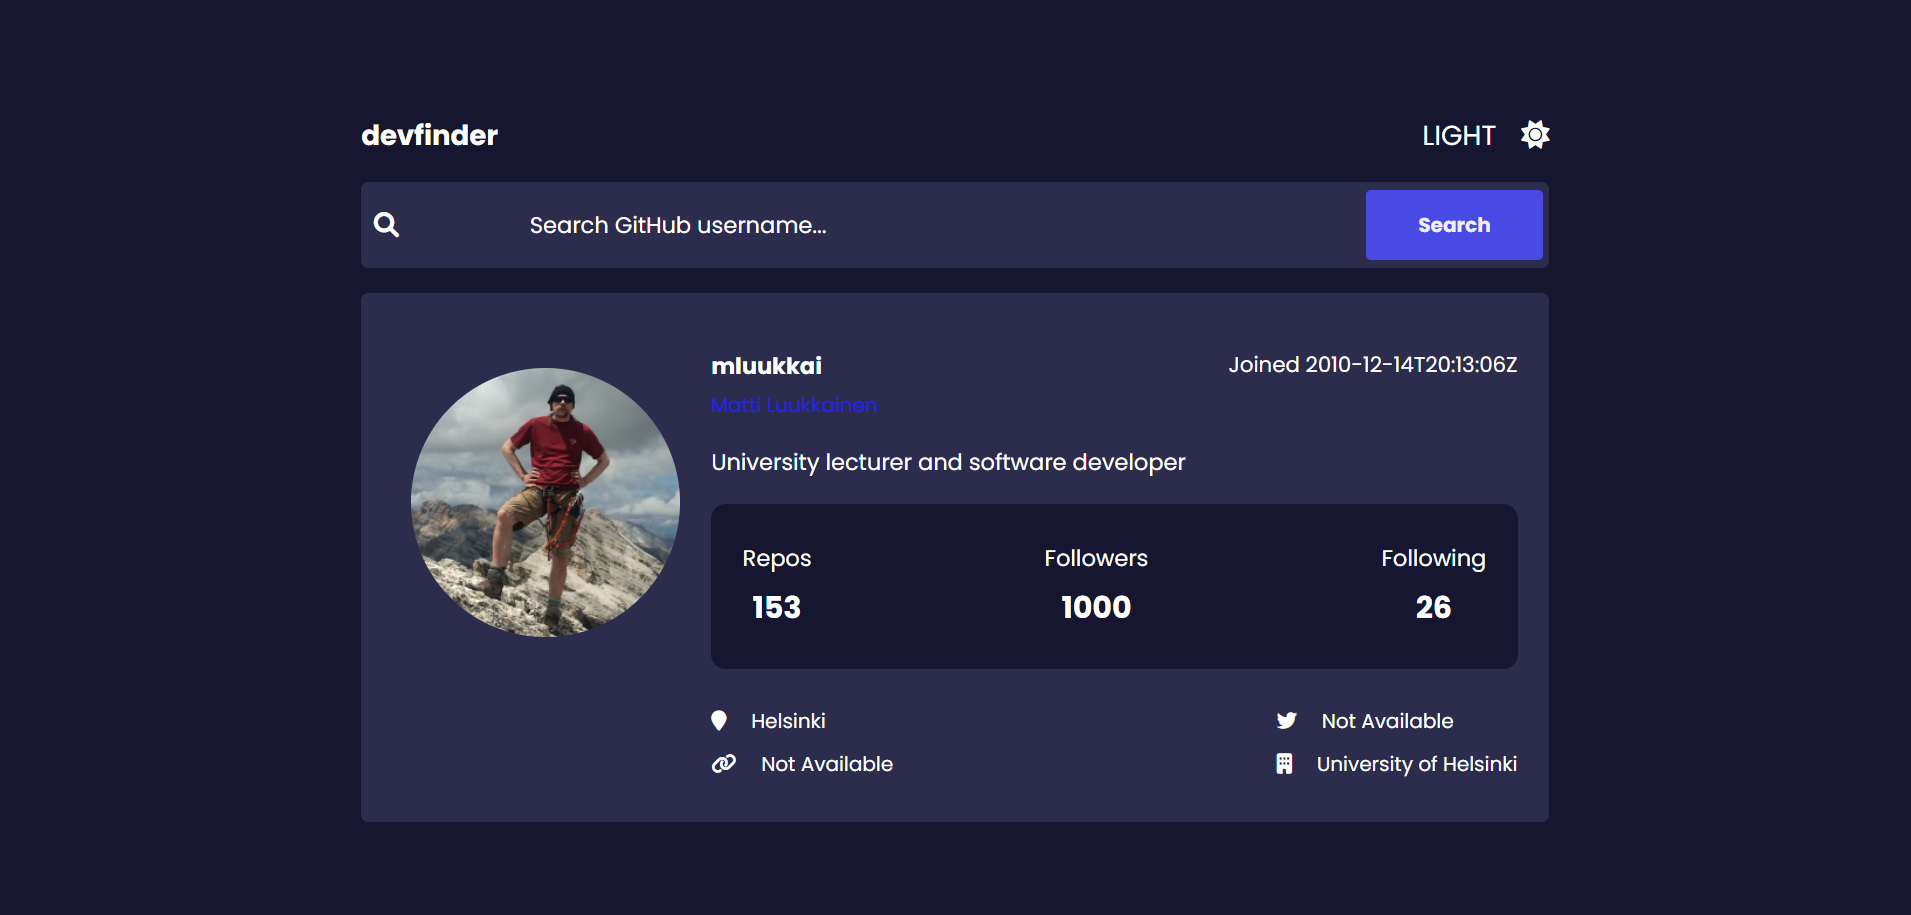 devfinder
LIGHT
Search GitHub username...
Search
mluukkai
Joined 2010-12-14T20:13:06Z
Matti Luukkainen
University lecturer and software developer
Repos
Followers
Following
153
1000
26
Helsinki
Not Available
Not Available
University of Helsinki